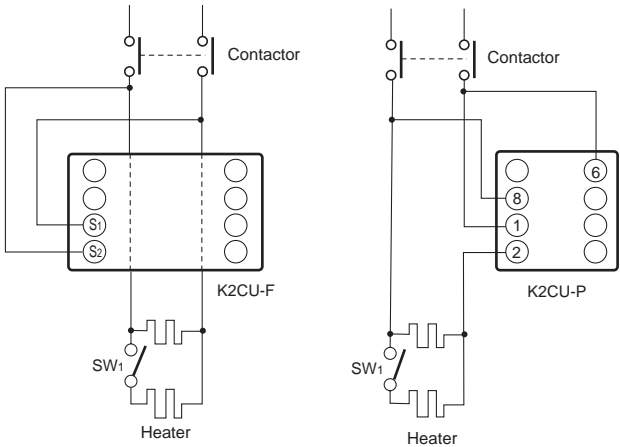 Contactor
S1
S2
K2CU-F
SW1
Heater
Contactor
6
8
1
2
K2CU-P
SW1
Heater